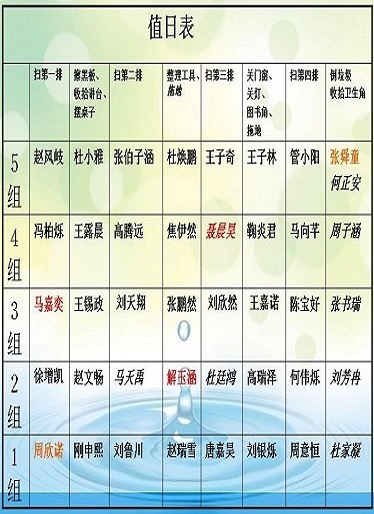 值日表
扫第一排 擦黑板、收拾讲台、摆桌子 扫第二排 整理工具、拖地 扫第三排 关门窗、关灯、图书角、拖地 扫第四排 倒垃圾 收拾卫生角
5组 赵风岐 杜小雅 张伯子涵 杜焕鹏 王子奇 王子林 管小阳 张舜童 何正安
4组 冯柏烁 王露晨 高腾远 焦伊然 聂晨昊 鞠炎君 马向芊 周子涵
3组 马嘉奕 王锡政 刘天翔 张鹏然 刘欣然 王嘉诺 陈宝好 张书瑞
2组 徐增凯 赵文畅 马天禹 解玉涵 杜廷鸿 高瑞泽 何伟烁 刘芳冉
1组 周欣诺 刚申熙 刘鲁川 赵瑞雪 唐嘉昊 刘银烁 周意恒 杜家凝